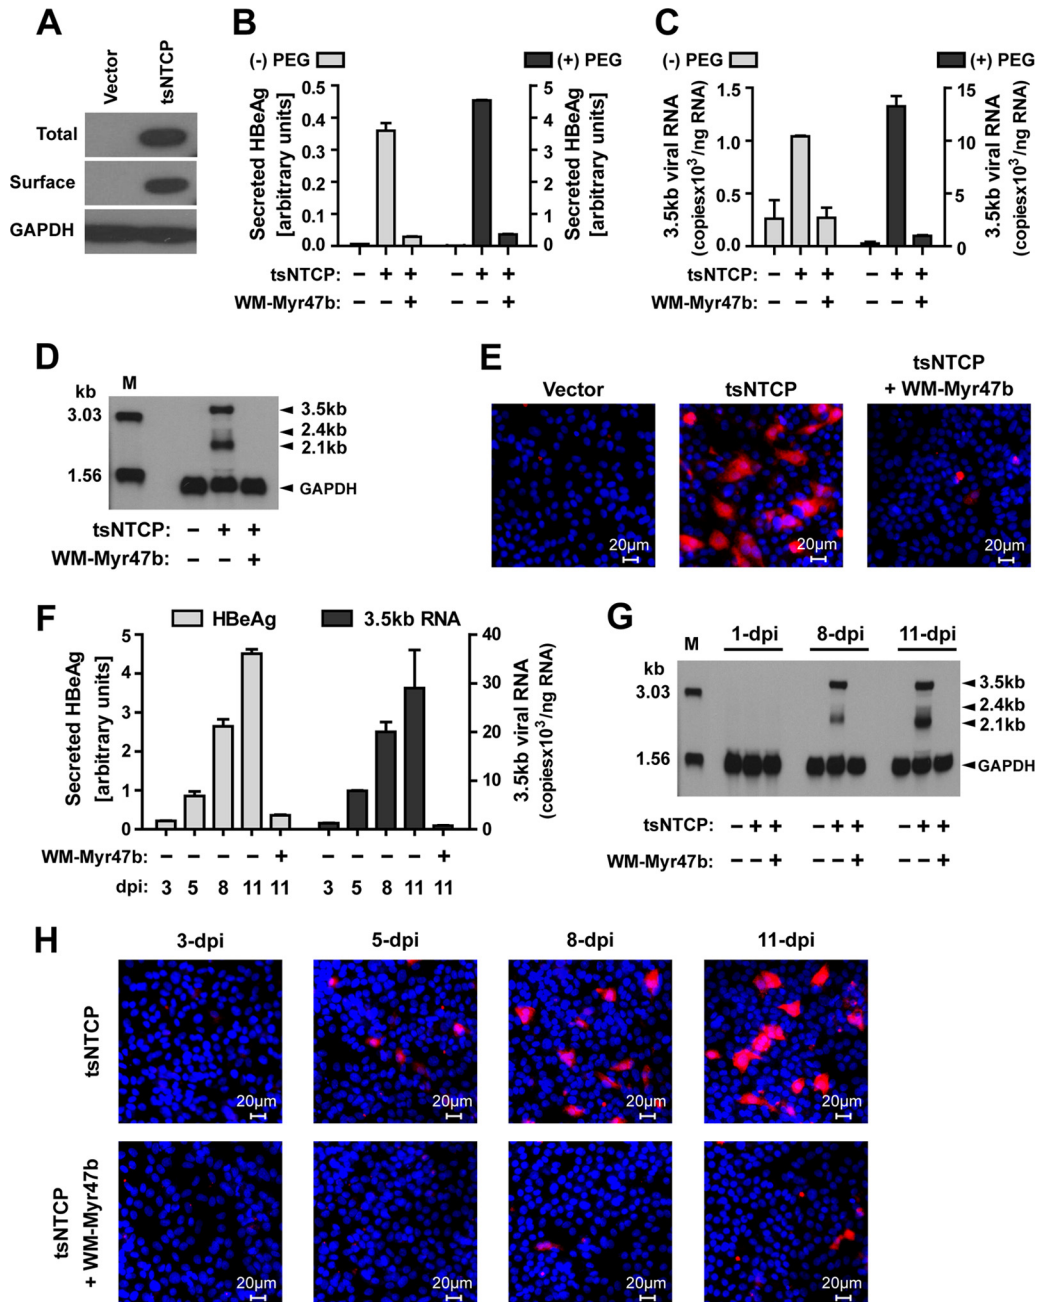 A
Vector
tsNTCP
Total
Surface
GAPDH
B
(-) PEG
(+) PEG
Secreted HBeAg
[arbitrary units]
0.5
0.4
0.3
0.2
0.1
0.0
5
4
3
2
1
0
Secreted HBeAg
[arbitrary units]
tsNTCP: – + + – + +
WM-Myr47b: – – + – – +
C
(-) PEG
(+) PEG
3.5kb viral RNA
(copiesx10³/ng RNA)
1.5
1.0
0.5
0.0
15
10
5
0
3.5kb viral RNA
(copiesx10³/ng RNA)
tsNTCP: – + + – + +
WM-Myr47b: – – + – – +
D
kb
M
3.03
1.56
3.5kb
2.4kb
2.1kb
GAPDH
tsNTCP: – + +
WM-Myr47b: – – +
E
Vector
tsNTCP
tsNTCP
+ WM-Myr47b
20µm
20µm
20µm
F
HBeAg
3.5kb RNA
Secreted HBeAg
[arbitrary units]
5
4
3
2
1
0
40
30
20
10
0
3.5kb viral RNA
(copiesx10³/ng RNA)
WM-Myr47b: – – – – + – – – – +
dpi: 3 5 8 11 11 3 5 8 11 11
G
M
1-dpi
8-dpi
11-dpi
kb
3.03
1.56
3.5kb
2.4kb
2.1kb
GAPDH
tsNTCP: – + + – + + – + +
WM-Myr47b: – – + – – + – – +
H
3-dpi
5-dpi
8-dpi
11-dpi
tsNTCP
20µm
20µm
20µm
20µm
tsNTCP
+ WM-Myr47b
20µm
20µm
20µm
20µm